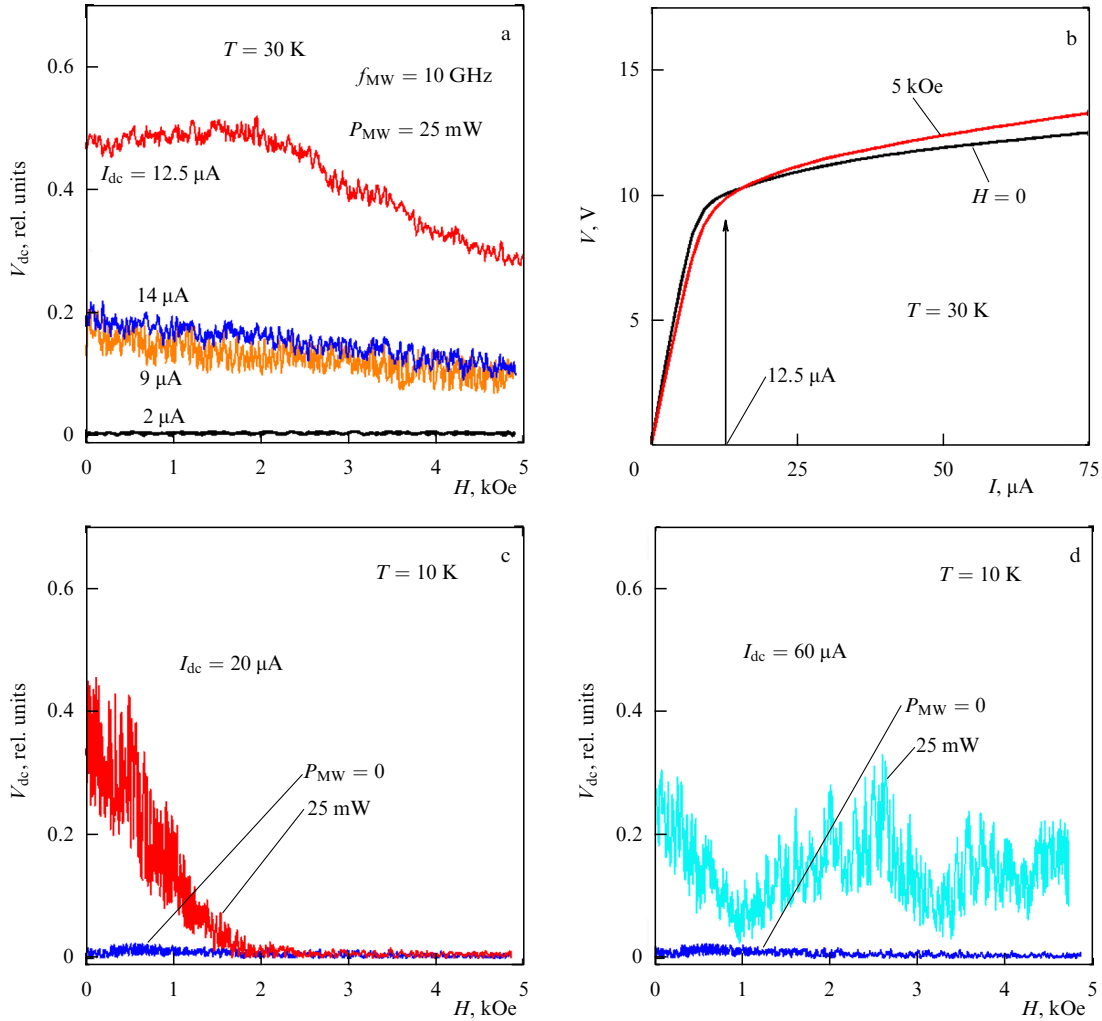 a
T = 30 K
f_MW = 10 GHz
P_MW = 25 mW
I_dc = 12.5 µA
14 µA
9 µA
2 µA
V_dc, rel. units
0.6
0.4
0.2
0
0 1 2 3 4 5
H, kOe
b
5 kOe
H = 0
T = 30 K
12.5 µA
V, V
15
10
5
0 25 50 75
I, µA
c
T = 10 K
I_dc = 20 µA
P_MW = 0
25 mW
V_dc, rel. units
0.6
0.4
0.2
0
0 1 2 3 4 5
H, kOe
d
T = 10 K
I_dc = 60 µA
P_MW = 0
25 mW
V_dc, rel. units
0.6
0.4
0.2
0
0 1 2 3 4 5
H, kOe